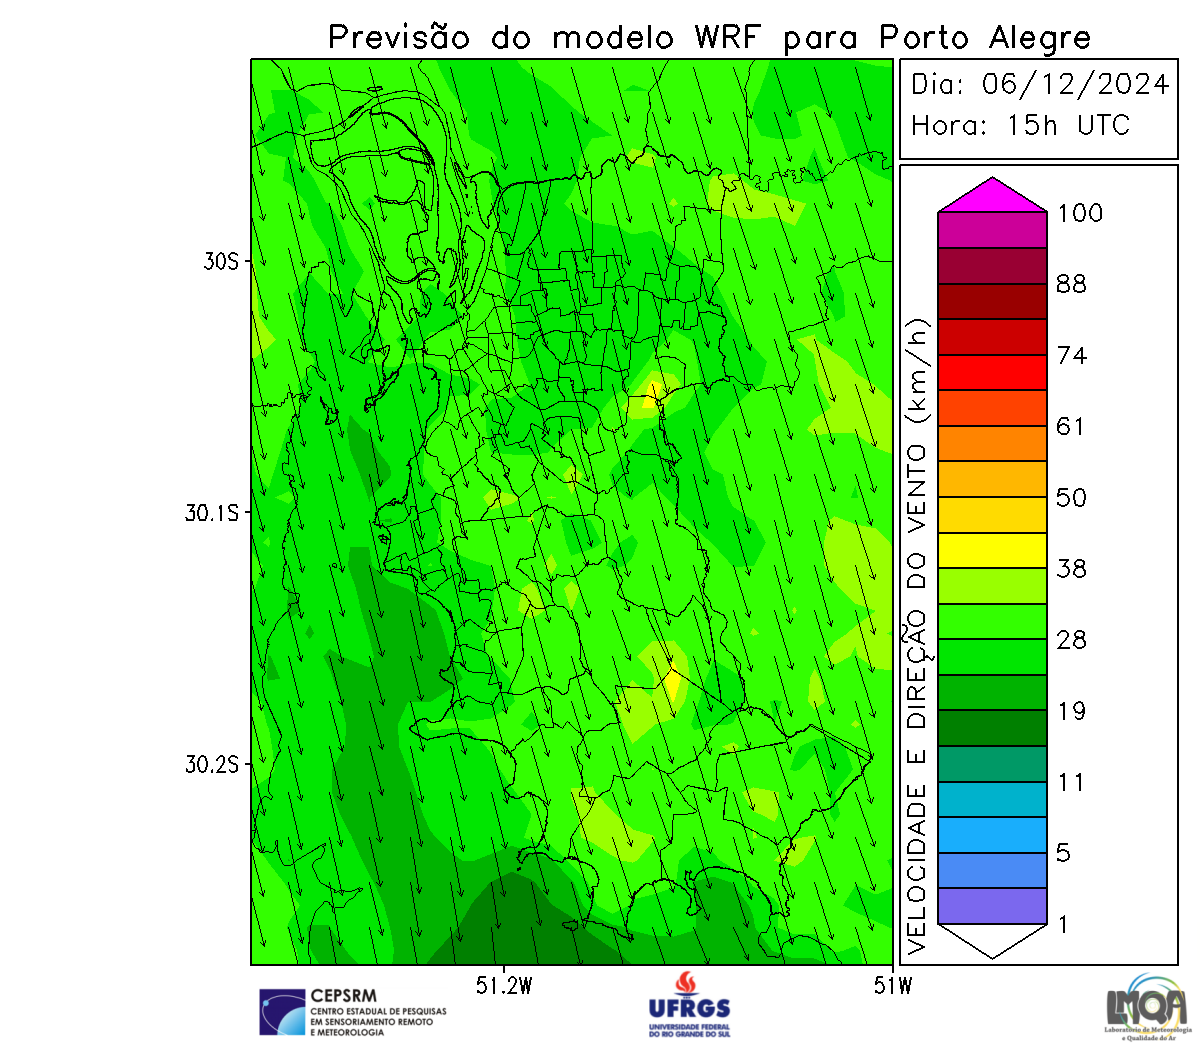 Previsão do modelo WRF para Porto Alegre
Dia: 06/12/2024
Hora: 15h UTC
30S
30.1S
30.2S
51.2W
51W
VELOCIDADE E DIREÇÃO DO VENTO (km/h)
100
88
74
61
50
38
28
19
11
5
1
CEPSRM
CENTRO ESTADUAL DE PESQUISAS
EM SENSORIAMENTO REMOTO
E METEOROLOGIA
UFRGS
UNIVERSIDADE FEDERAL
DO RIO GRANDE DO SUL
LMQA
Laboratório de Meteorologia
e Qualidade do Ar